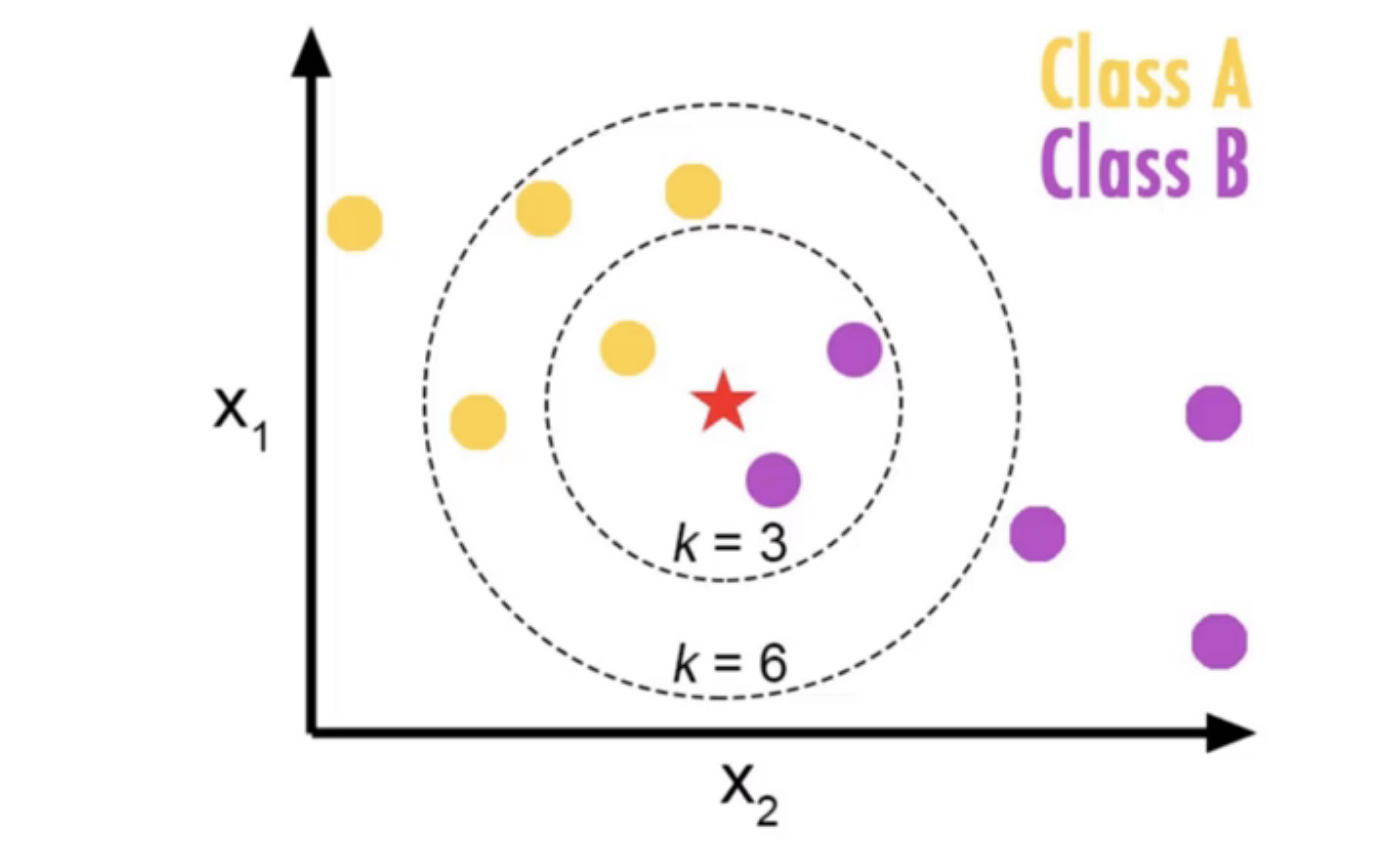 Class A
Class B
x₁
k = 3
k = 6
x₂